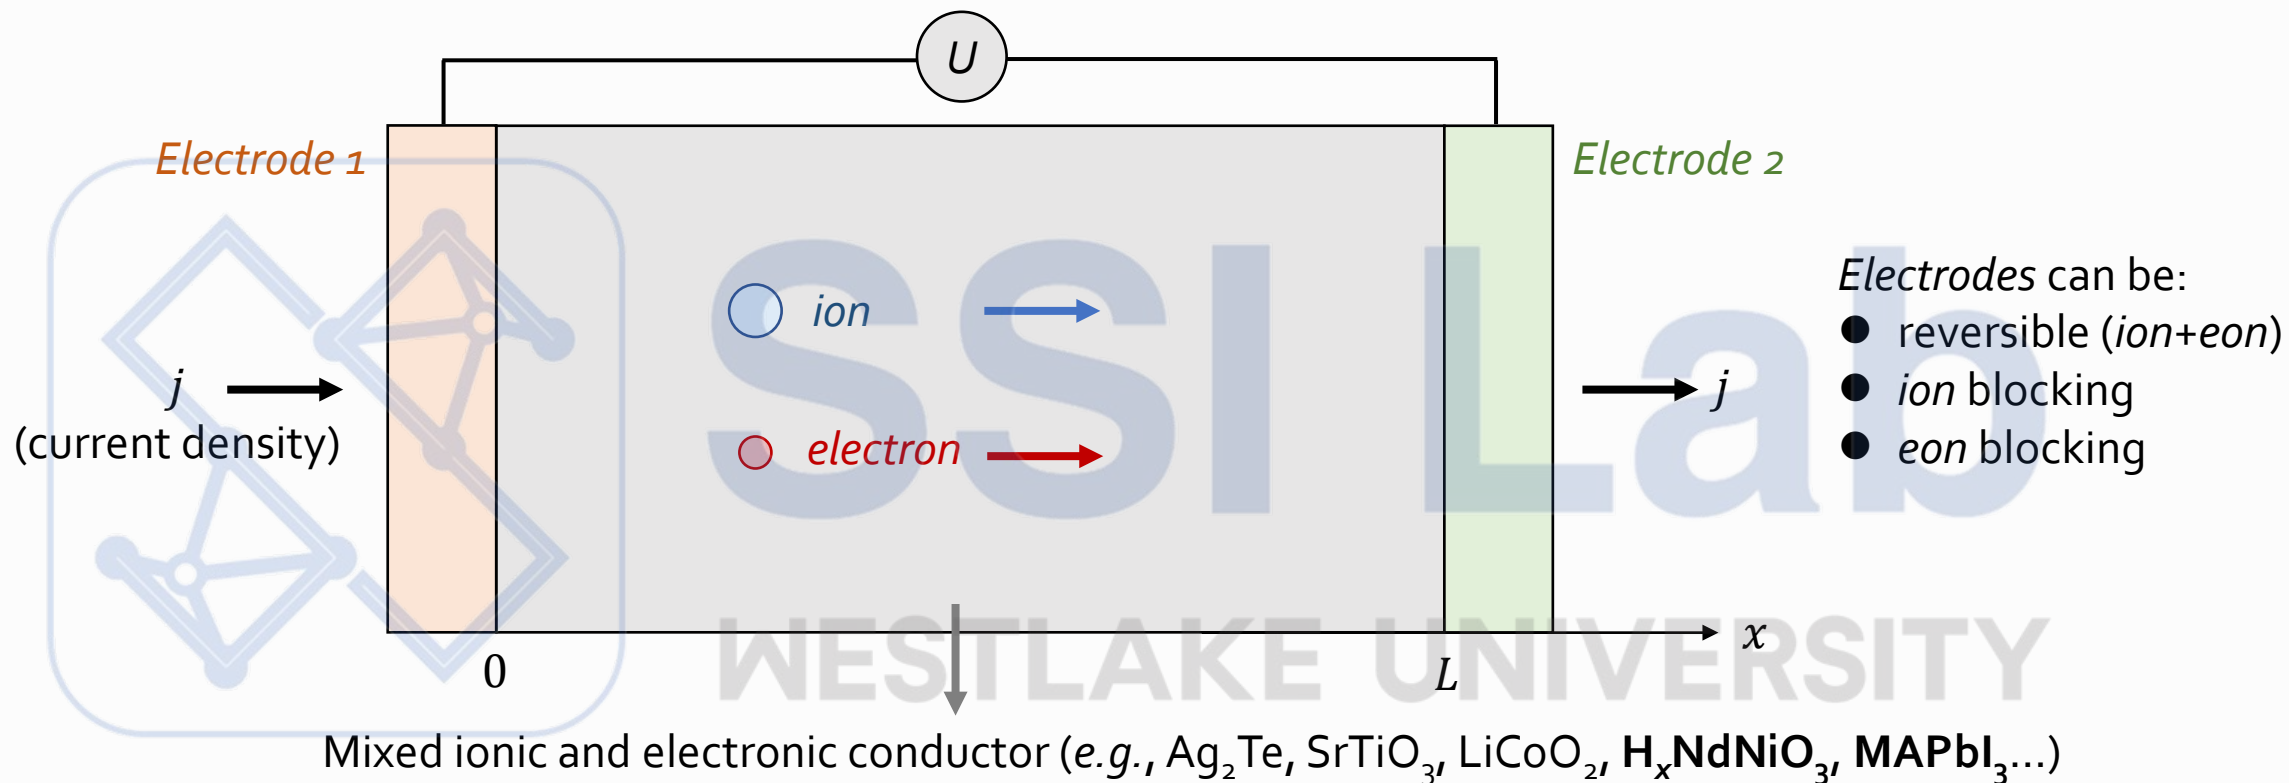 U
Electrode 1
Electrode 2
SSI Lab
ion
electron
j
(current density)
j
Electrodes can be:
● reversible (ion+eon)
● ion blocking
● eon blocking
WESTLAKE UNIVERSITY
0
L
x
Mixed ionic and electronic conductor (e.g., Ag₂Te, SrTiO₃, LiCoO₂, HₓNdNiO₃, MAPbI₃...)